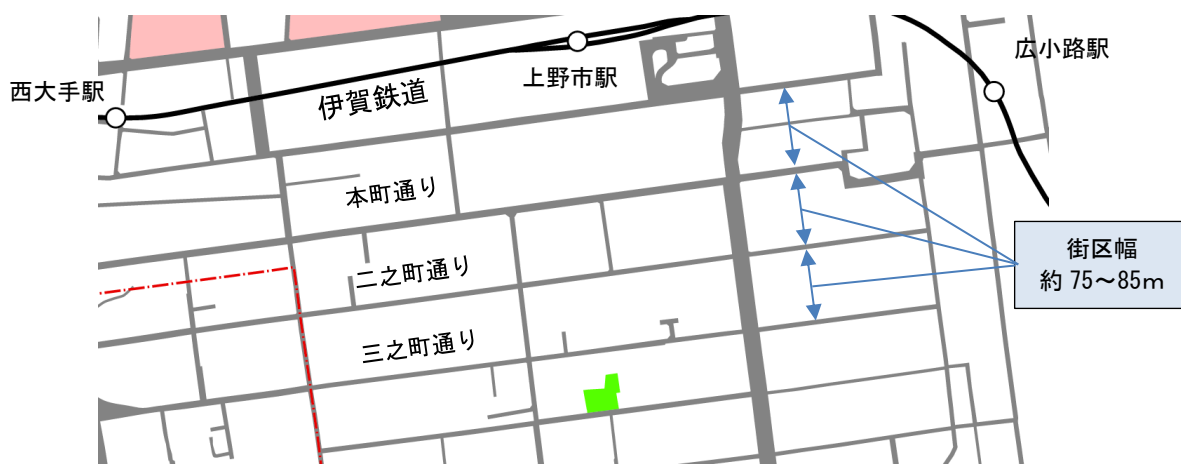 広小路駅
上野市駅
西大手駅
伊賀鉄道
本町通り
二之町通り
三之町通り
街区幅
約 75～85ｍ